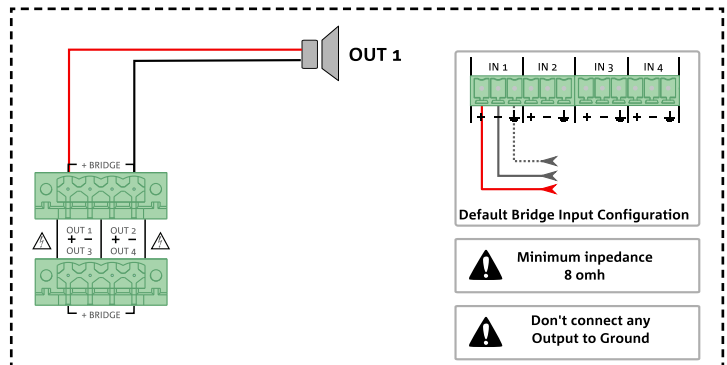 OUT 1
+ BRIDGE
OUT 1 OUT 2
+ - + -
OUT 3 OUT 4
+ BRIDGE
IN 1 IN 2 IN 3 IN 4
+ - + - + - + -
Default Bridge Input Configuration
Minimum inpedance
8 omh
Don't connect any
Output to Ground